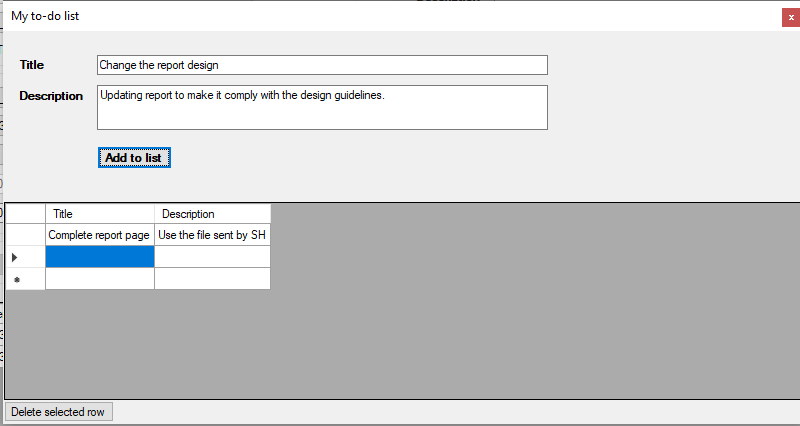 My to-do list
x
Title
Change the report design
Description
Updating report to make it comply with the design guidelines.
Add to list
Title Description
Complete report page Use the file sent by SH
*
Delete selected row